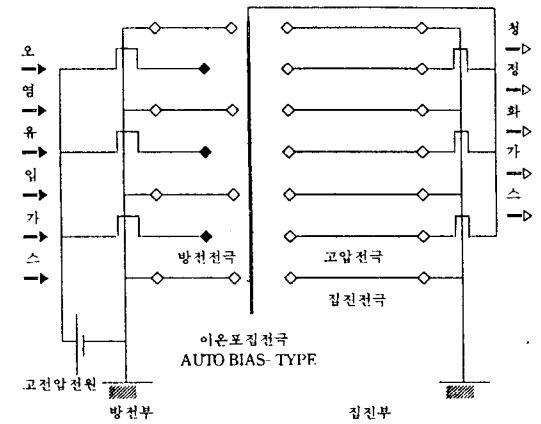 오염유입가스
청정화가스
방전전극
고압전극
집진전극
이온포집전극
AUTO BIAS- TYPE
고전압전원
방전부
집진부